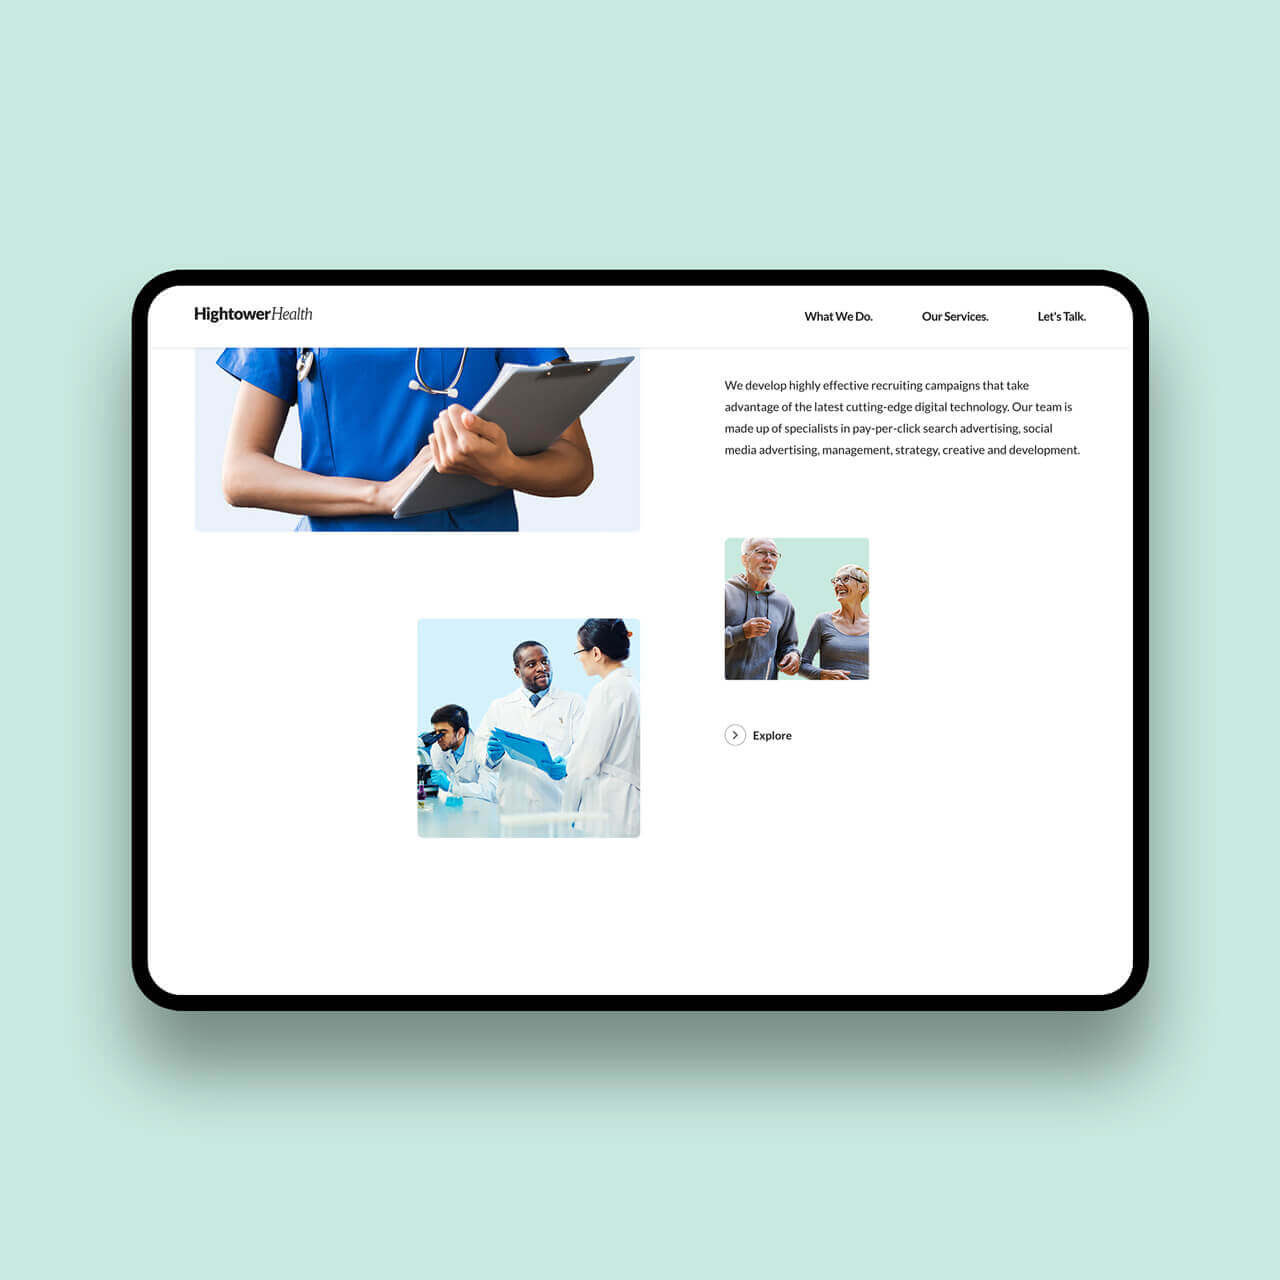 HightowerHealth
What We Do.
Our Services.
Let's Talk.
We develop highly effective recruiting campaigns that take
advantage of the latest cutting-edge digital technology. Our team is
made up of specialists in pay-per-click search advertising, social
media advertising, management, strategy, creative and development.
Explore